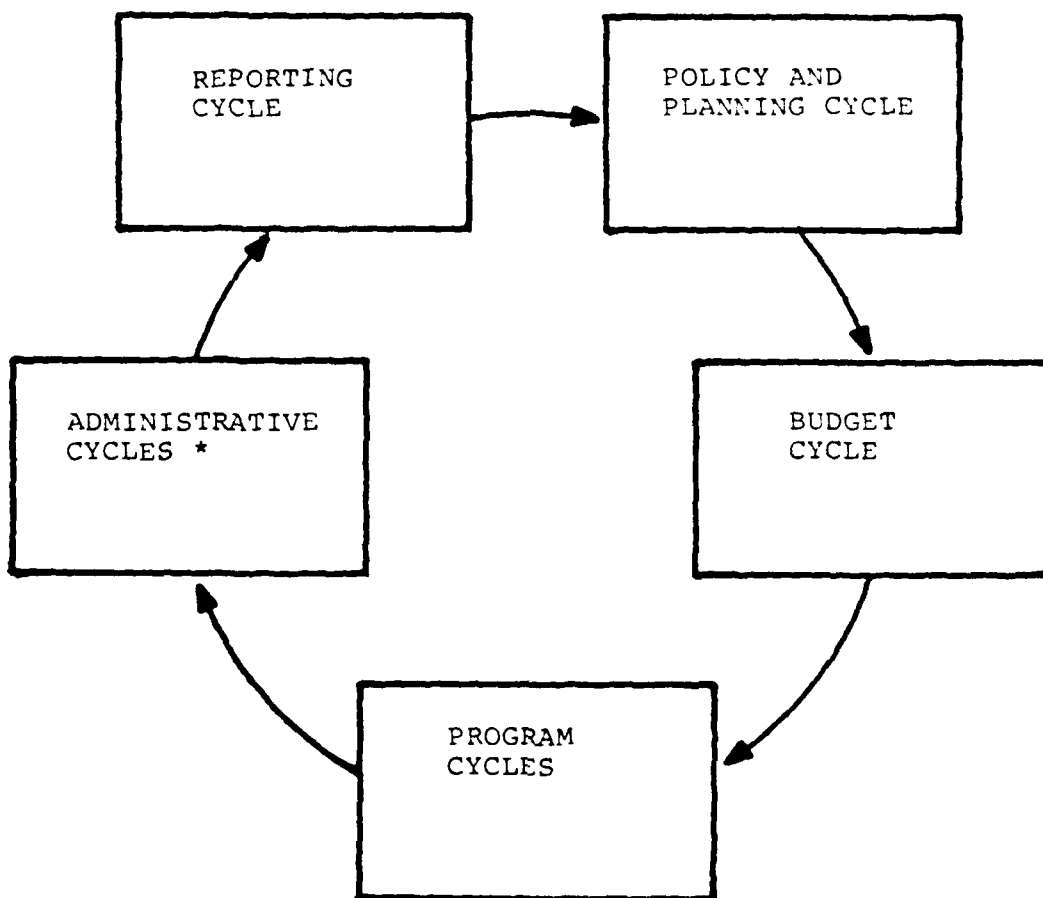 REPORTING
CYCLE
POLICY AND
PLANNING CYCLE
ADMINISTRATIVE
CYCLES *
BUDGET
CYCLE
PROGRAM
CYCLES